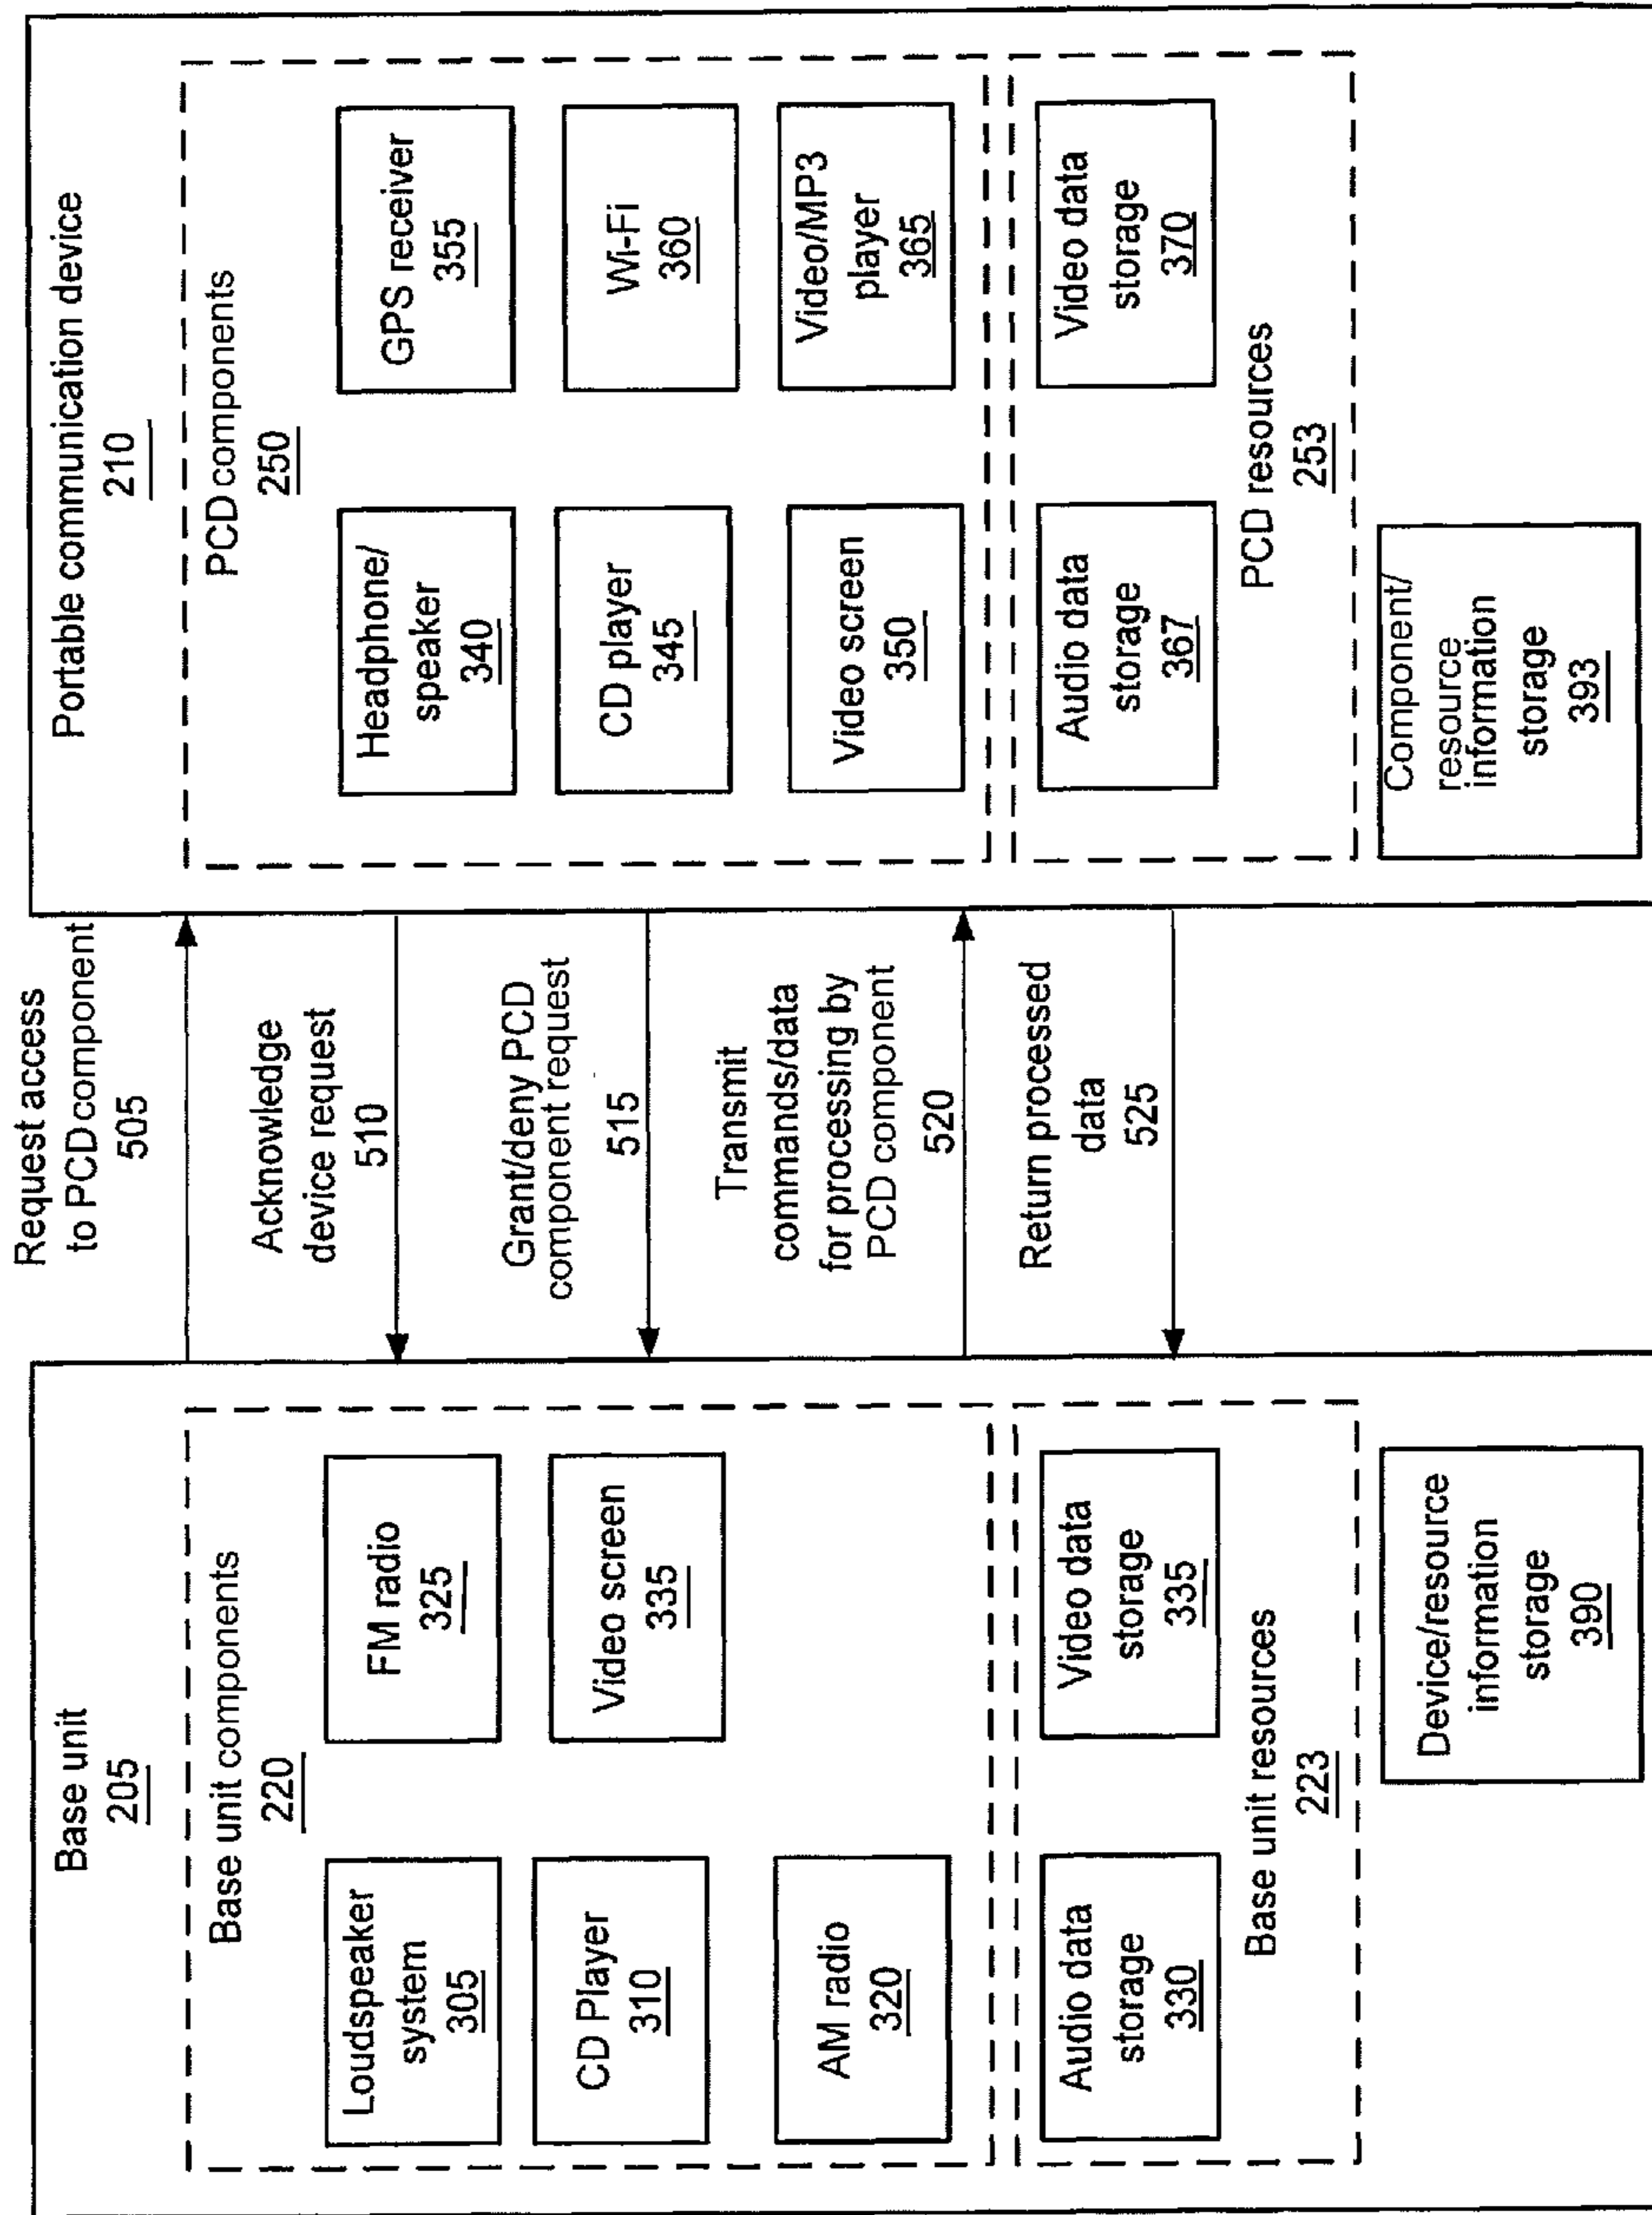 Base unit
205
Base unit components
220
Loudspeaker
system
305
FM radio
325
CD Player
310
Video screen
335
AM radio
320
Audio data
storage
330
Video data
storage
335
Base unit resources
223
Device/resource
information
storage
390
Request access
to PCD component
505
Acknowledge
device request
510
Grant/deny PCD
component request
515
Transmit
commands/data
for processing by
PCD component
520
Return processed
data
525
Portable communication device
210
PCD components
250
Headphone/
speaker
340
GPS receiver
355
CD player
345
Wi-Fi
360
Video screen
350
Video/MP3
player
365
Audio data
storage
367
Video data
storage
370
PCD resources
253
Component/
resource
information
storage
393